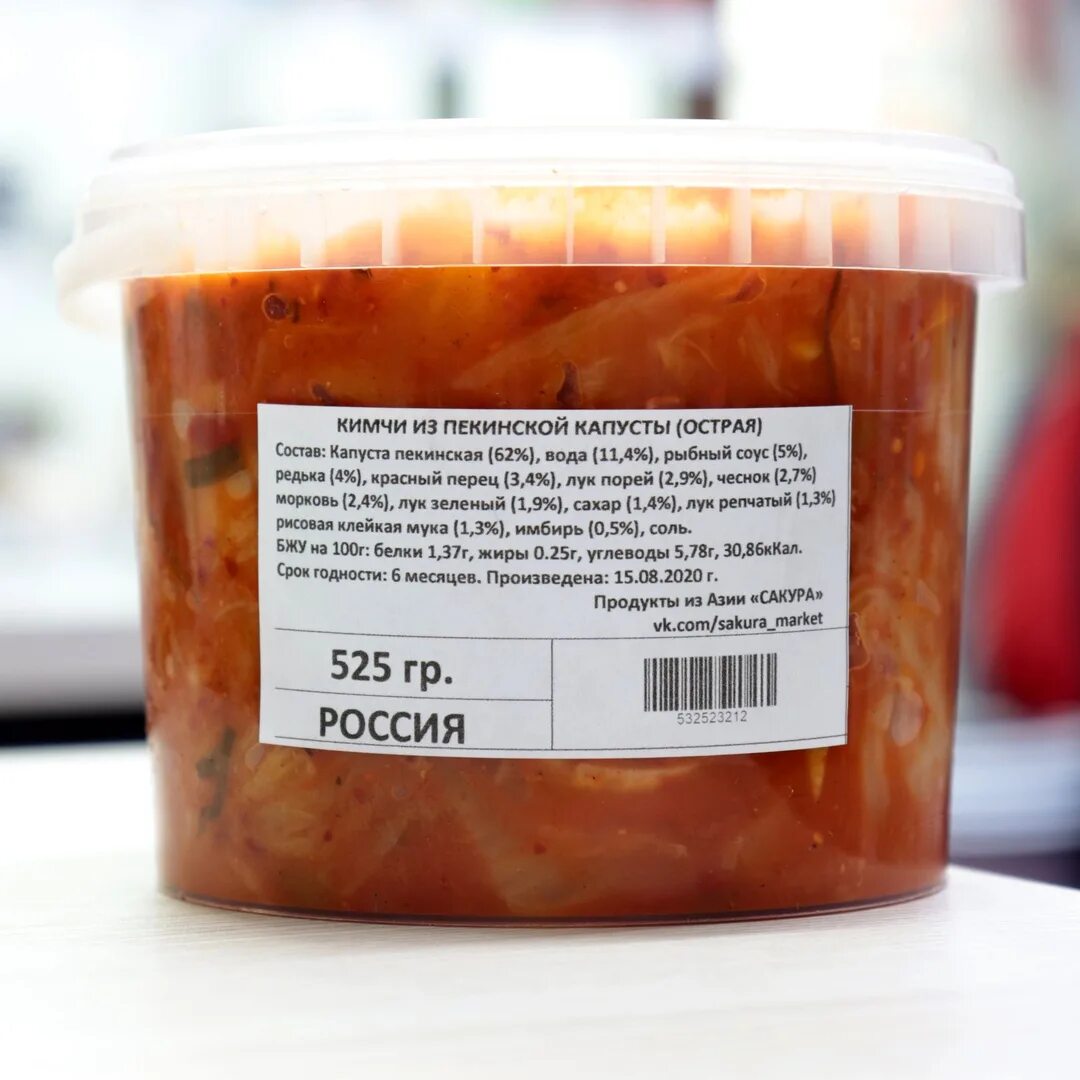 КИМЧИ ИЗ ПЕКИНСКОЙ КАПУСТЫ (ОСТРАЯ)
Состав: Капуста пекинская (62%), вода (11,4%), рыбный соус (5%),
редька (4%), красный перец (3,4%), лук порей (2,9%), чеснок (2,7%)
морковь (2,4%), лук зеленый (1,9%), сахар (1,4%), лук репчатый (1,3%)
рисовая клейкая мука (1,3%), имбирь (0,5%), соль.
БЖУ на 100г: белки 1,37г, жиры 0.25г, углеводы 5,78г, 30,86кКал.
Срок годности: 6 месяцев. Произведена: 15.08.2020 г.
Продукты из Азии «САКУРА»
vk.com/sakura_market
525 гр.
РОССИЯ
532523212